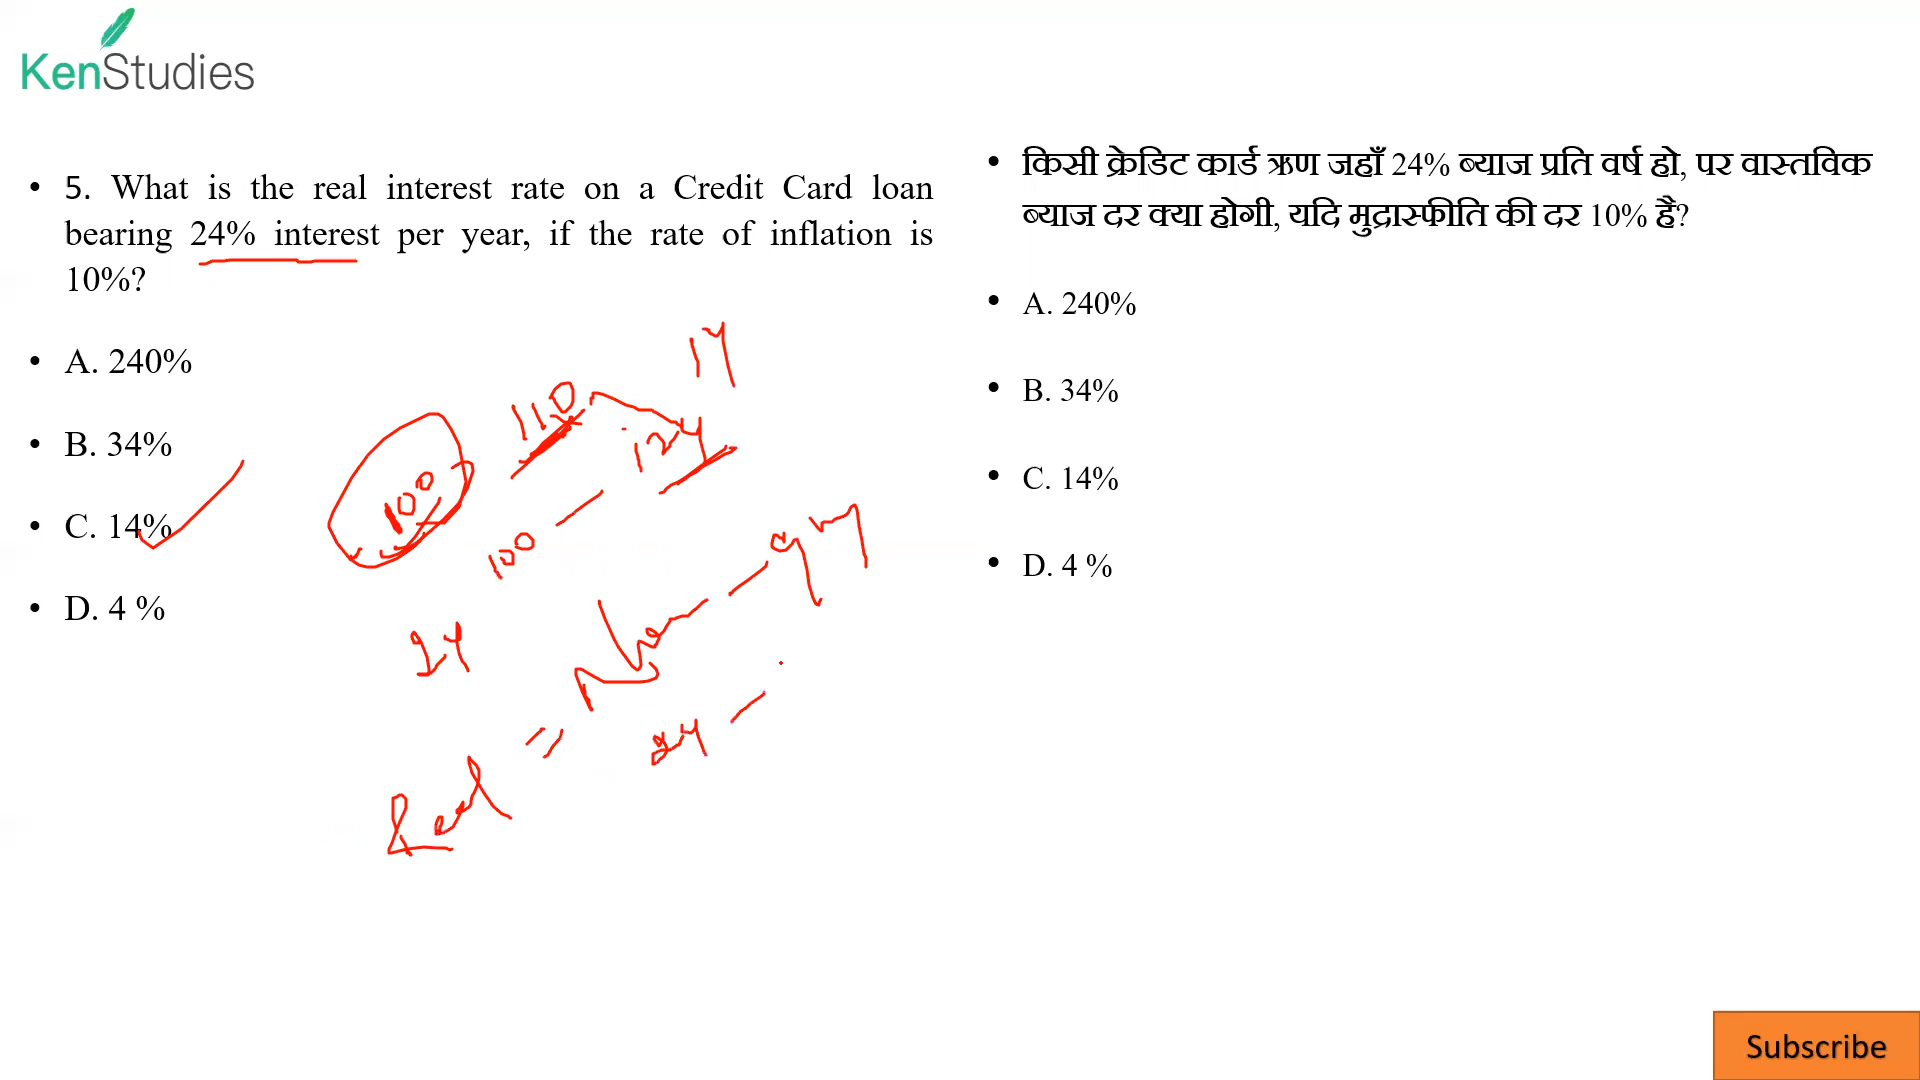 KenStudies
• 5. What is the real interest rate on a Credit Card loan
bearing 24% interest per year, if the rate of inflation is
10%?
• A. 240%
• B. 34%
• C. 14%
• D. 4 %
• किसी क्रेडिट कार्ड ऋण जहाँ 24% ब्याज प्रति वर्ष हो, पर वास्तविक
ब्याज दर क्या होगी, यदि मुद्रास्फीति की दर 10% है?
• A. 240%
• B. 34%
• C. 14%
• D. 4 %
14
110
124
100
100 —
24
Real =
24 —
Subscribe